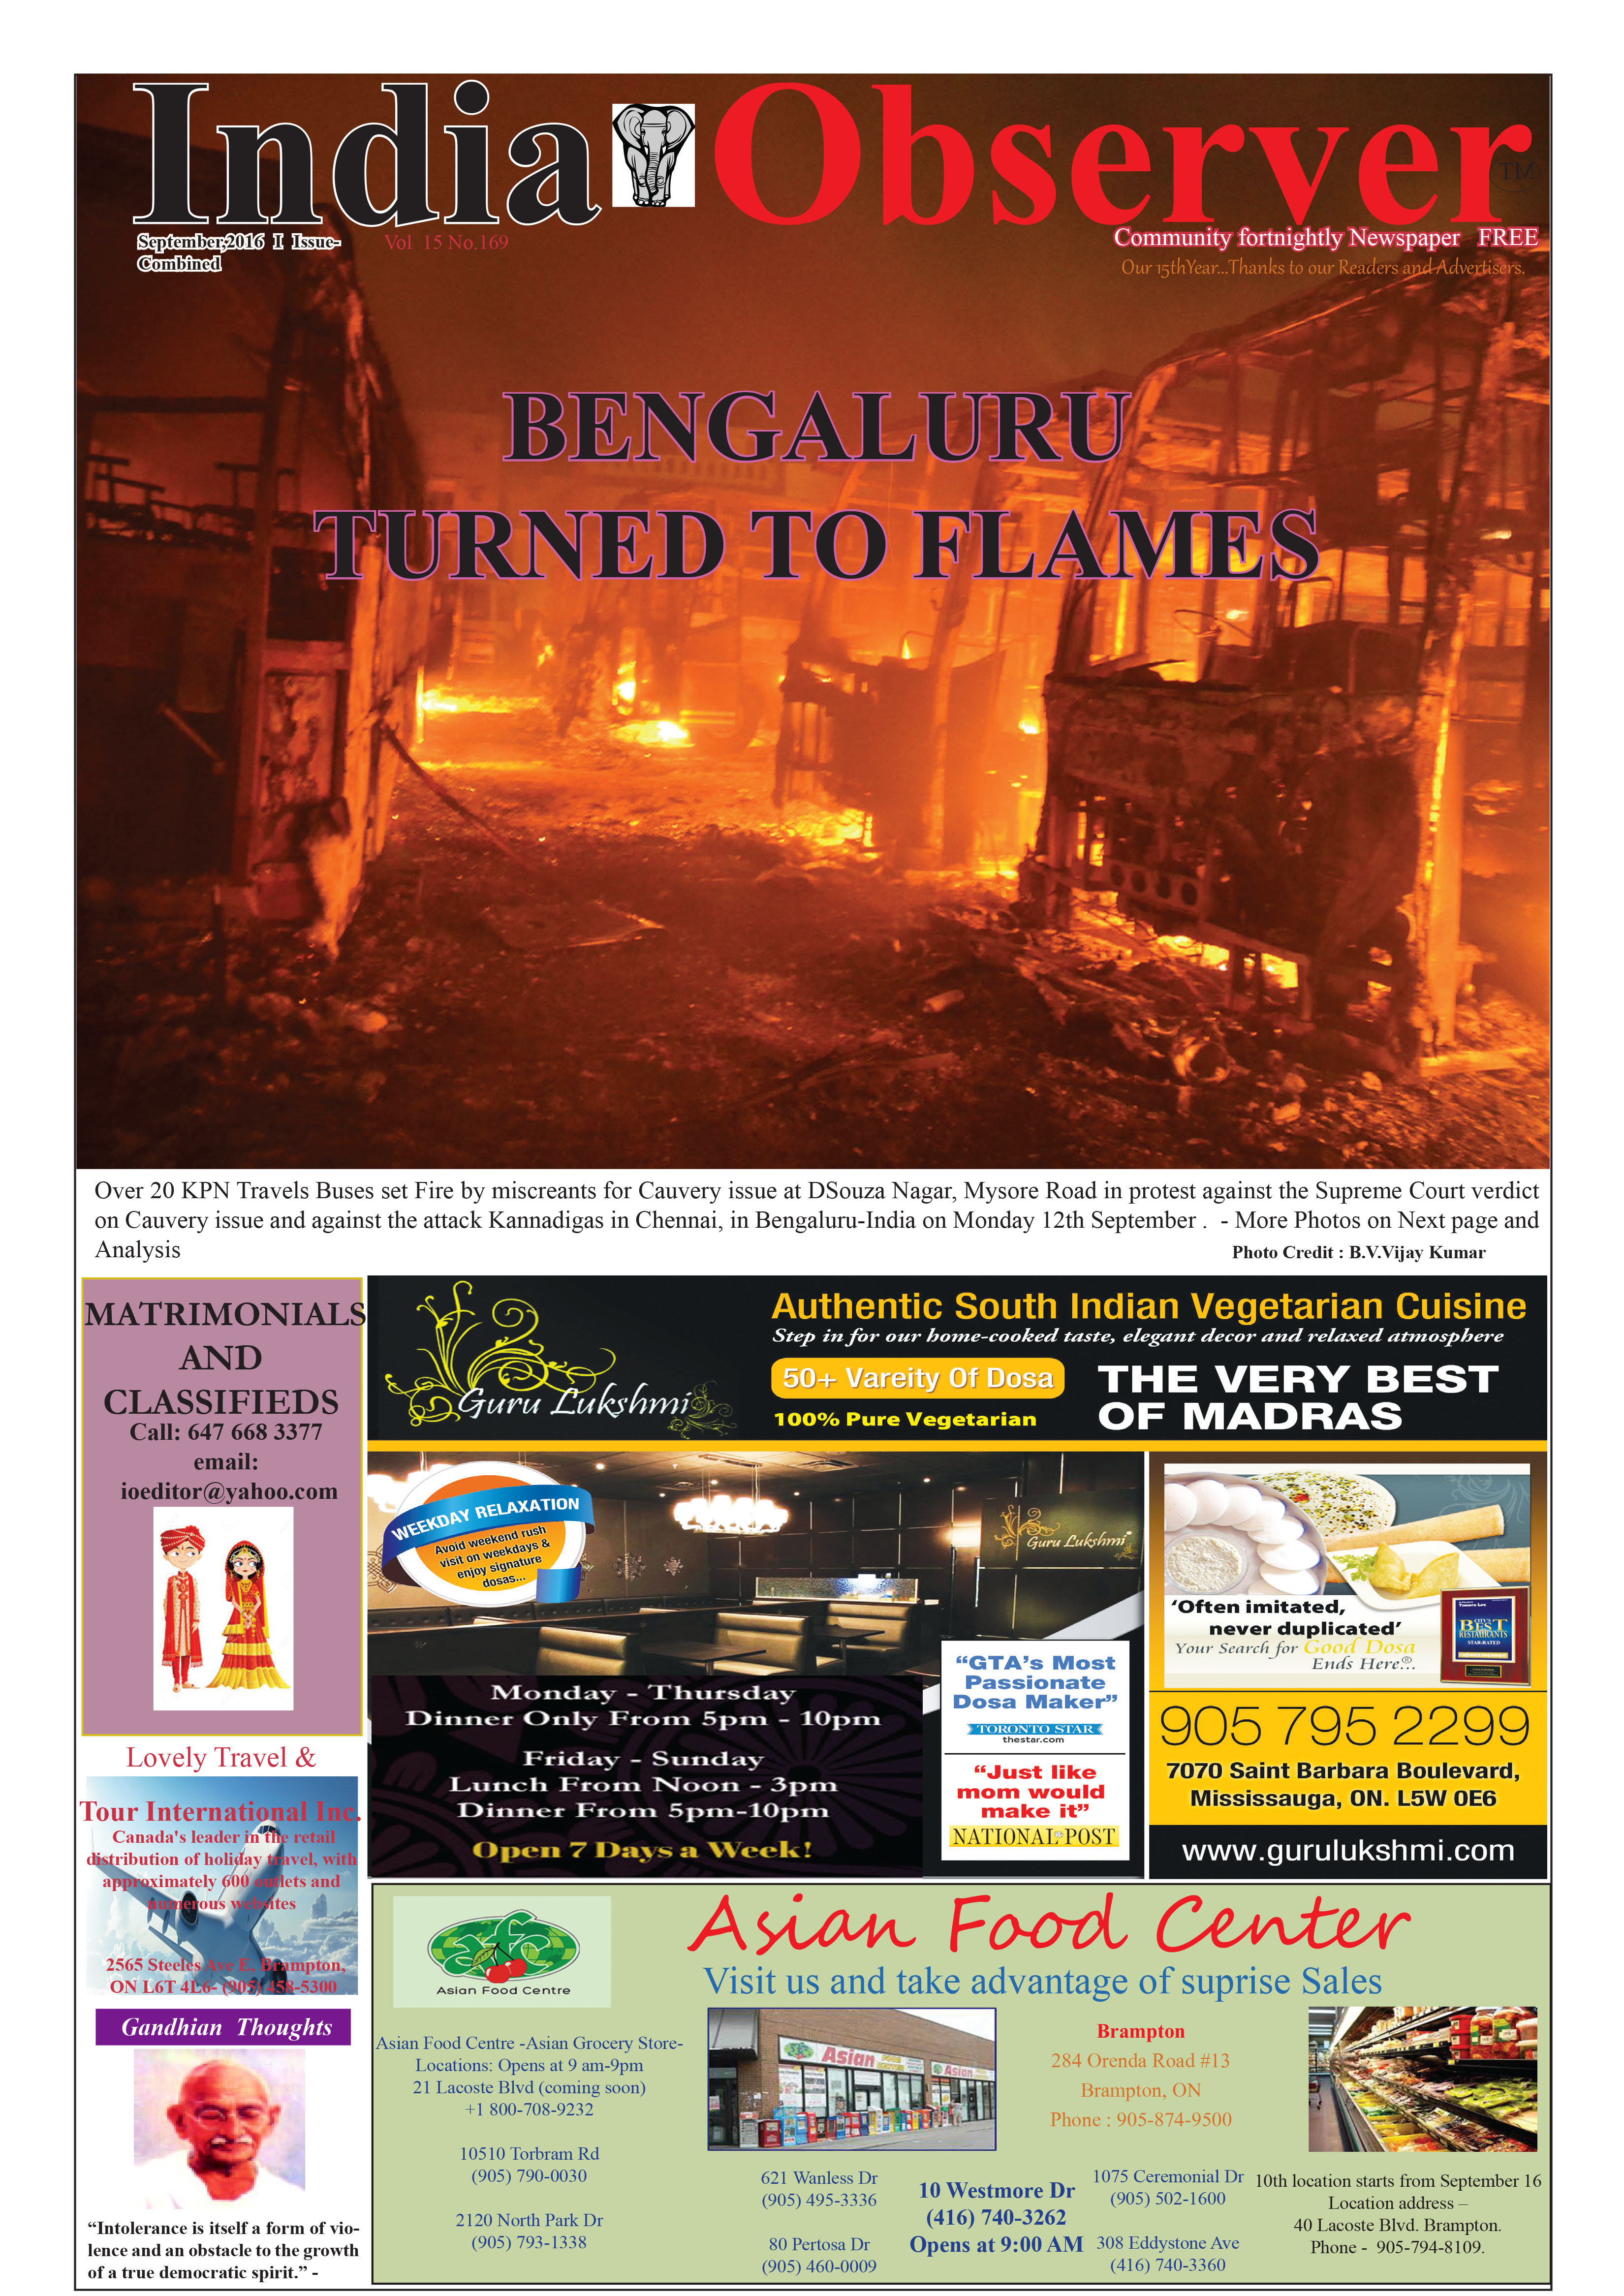 India Observer TM
September,2016 I Issue-
Combined
Vol 15 No.169
Community fortnightly Newspaper FREE
Our 15thYear...Thanks to our Readers and Advertisers.
BENGALURU
TURNED TO FLAMES
Over 20 KPN Travels Buses set Fire by miscreants for Cauvery issue at DSouza Nagar, Mysore Road in protest against the Supreme Court verdict
on Cauvery issue and against the attack Kannadigas in Chennai, in Bengaluru-India on Monday 12th September . - More Photos on Next page and
Analysis
Photo Credit : B.V.Vijay Kumar
MATRIMONIALS
AND
CLASSIFIEDS
Call: 647 668 3377
email:
ioeditor@yahoo.com
Lovely Travel &
Tour International Inc.
Canada's leader in the retail
distribution of holiday travel, with
approximately 600 outlets and
numerous websites
2565 Steeles Ave E, Brampton,
ON L6T 4L6- (905) 458-5300
Gandhian Thoughts
“Intolerance is itself a form of vio-
lence and an obstacle to the growth
of a true democratic spirit.” -
Guru Lukshmi
Authentic South Indian Vegetarian Cuisine
Step in for our home-cooked taste, elegant decor and relaxed atmosphere
50+ Vareity Of Dosa
100% Pure Vegetarian
THE VERY BEST
OF MADRAS
WEEKDAY RELAXATION
Avoid weekend rush
visit on weekdays &
enjoy signature
dosas...
Guru Lukshmi
Monday - Thursday
Dinner Only From 5pm - 10pm
Friday - Sunday
Lunch From Noon - 3pm
Dinner From 5pm-10pm
Open 7 Days a Week!
“GTA’s Most
Passionate
Dosa Maker”
TORONTO STAR
thestar.com
“Just like
mom would
make it”
NATIONAL POST
‘Often imitated,
never duplicated’
Your Search for Good Dosa
Ends Here...®
BEST
RESTAURANTS
STAR-RATED
905 795 2299
7070 Saint Barbara Boulevard,
Mississauga, ON. L5W 0E6
www.gurulukshmi.com
afc
Asian Food Centre
Asian Food Center
Visit us and take advantage of suprise Sales
Asian Food Centre -Asian Grocery Store-
Locations: Opens at 9 am-9pm
21 Lacoste Blvd (coming soon)
+1 800-708-9232
10510 Torbram Rd
(905) 790-0030
2120 North Park Dr
(905) 793-1338
Asian
Asian
Brampton
284 Orenda Road #13
Brampton, ON
Phone : 905-874-9500
621 Wanless Dr
(905) 495-3336
80 Pertosa Dr
(905) 460-0009
10 Westmore Dr
(416) 740-3262
Opens at 9:00 AM
1075 Ceremonial Dr
(905) 502-1600
308 Eddystone Ave
(416) 740-3360
10th location starts from September 16
Location address –
40 Lacoste Blvd. Brampton.
Phone - 905-794-8109.